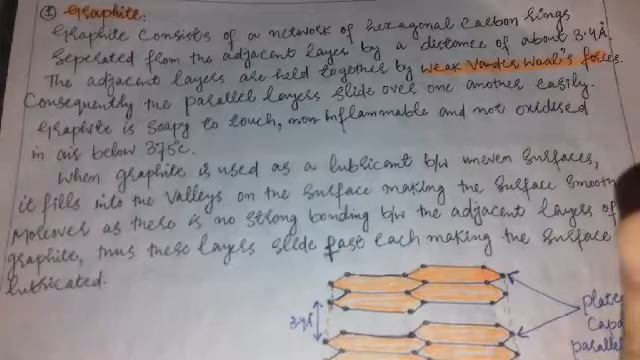 ① Graphite:
Graphite consists of a network of hexagonal carbon rings
seperated from the adjacent layer by a distance of about 3.4Å.
The adjacent layers are held together by weak Vander Waal's forces.
Consequently the parallel layers slide over one another easily.
Graphite is soapy to touch, non inflammable and not oxidised
in air below 375°C.
When graphite is used as a lubricant b/w uneven surfaces,
it fills into the valleys on the surface making the surface smooth
Moreover as there is no strong bonding b/w the adjacent layers of
graphite, thus these layers slide past each making the surface
lubricated.
3.4Å
plates
Capa
parallel